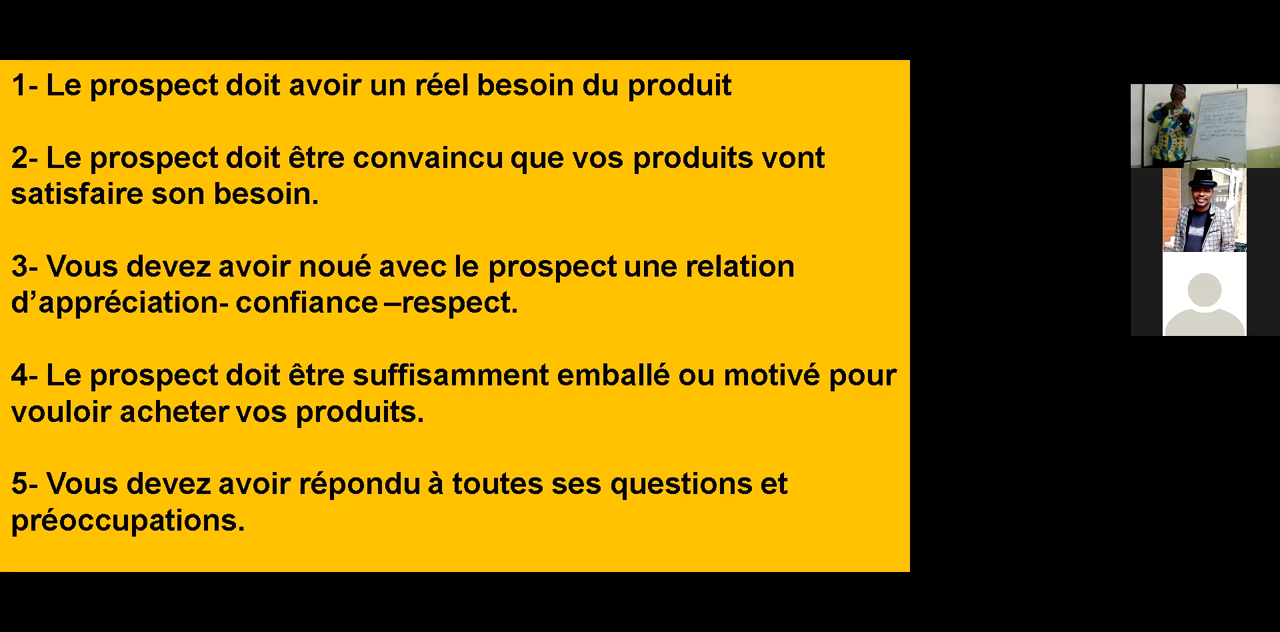 1- Le prospect doit avoir un réel besoin du produit
2- Le prospect doit être convaincu que vos produits vont
satisfaire son besoin.
3- Vous devez avoir noué avec le prospect une relation
d’appréciation- confiance –respect.
4- Le prospect doit être suffisamment emballé ou motivé pour
vouloir acheter vos produits.
5- Vous devez avoir répondu à toutes ses questions et
préoccupations.